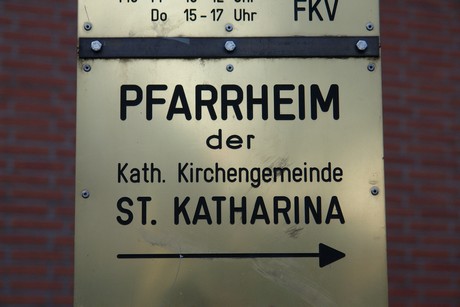 Do 15-17 Uhr FKV
PFARRHEIM
der
Kath. Kirchengemeinde
ST. KATHARINA